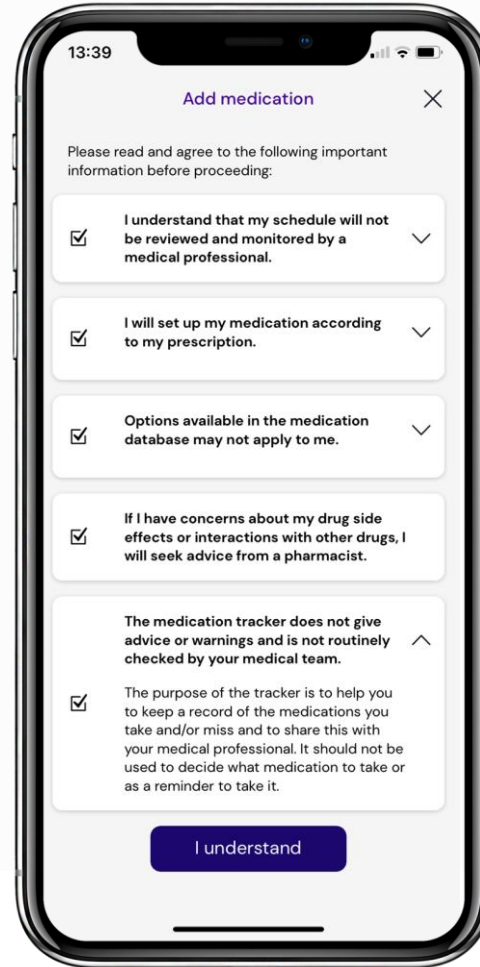 13:39
Add medication
Please read and agree to the following important
information before proceeding:
I understand that my schedule will not
be reviewed and monitored by a
medical professional.
I will set up my medication according
to my prescription.
Options available in the medication
database may not apply to me.
If I have concerns about my drug side
effects or interactions with other drugs, I
will seek advice from a pharmacist.
The medication tracker does not give
advice or warnings and is not routinely
checked by your medical team.
The purpose of the tracker is to help you
to keep a record of the medications you
take and/or miss and to share this with
your medical professional. It should not be
used to decide what medication to take or
as a reminder to take it.
I understand